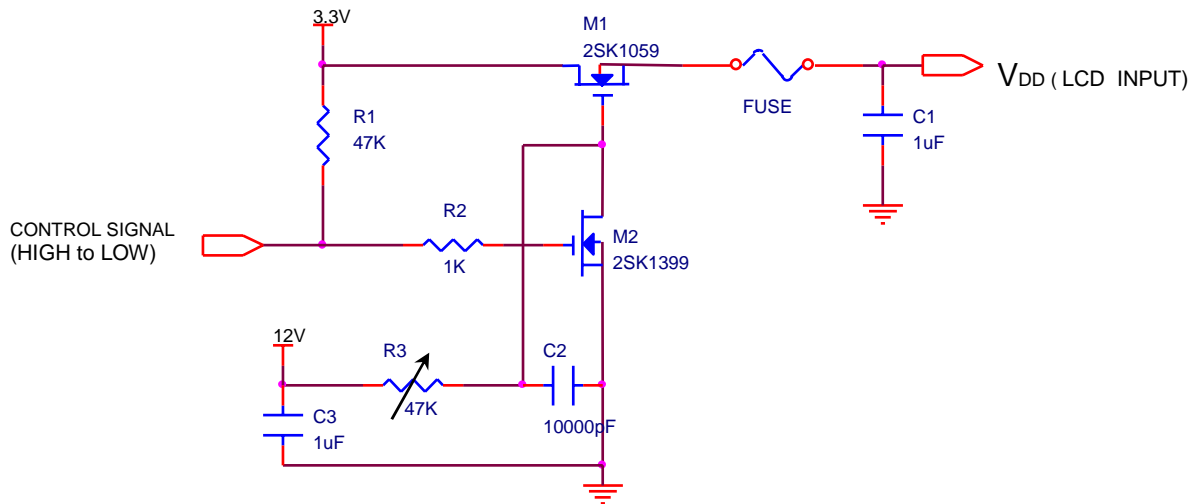 3.3V
M1
2SK1059
FUSE
VDD ( LCD INPUT)
R1
47K
C1
1uF
CONTROL SIGNAL
(HIGH to LOW)
R2
1K
M2
2SK1399
12V
R3
47K
C2
10000pF
C3
1uF